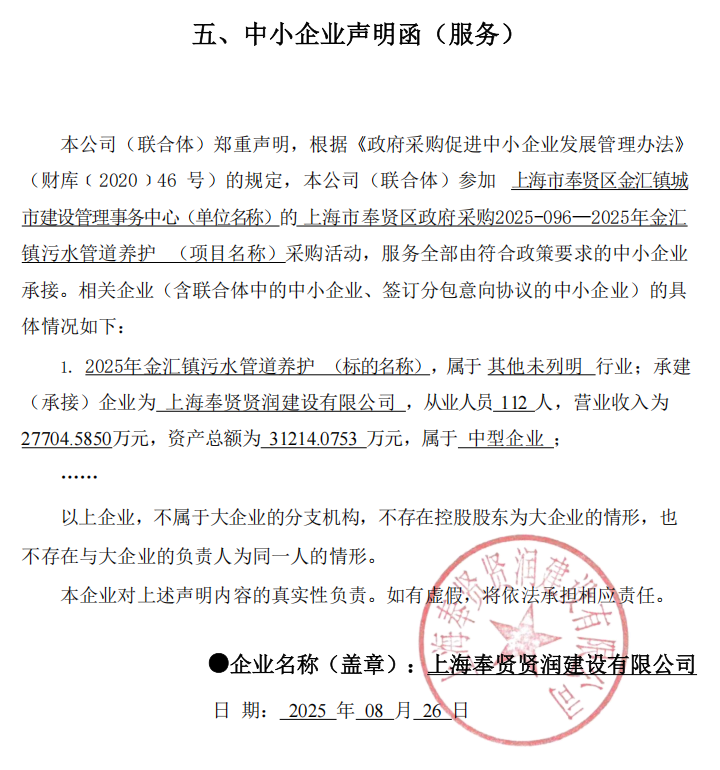 五、中小企业声明函（服务）
本公司（联合体）郑重声明，根据《政府采购促进中小企业发展管理办法》
（财库﹝2020﹞46 号）的规定，本公司（联合体）参加 上海市奉贤区金汇镇城
市建设管理事务中心（单位名称）的 上海市奉贤区政府采购2025-096—2025年金汇
镇污水管道养护 （项目名称）采购活动，服务全部由符合政策要求的中小企业
承接。相关企业（含联合体中的中小企业、签订分包意向协议的中小企业）的具
体情况如下：
1. 2025年金汇镇污水管道养护 （标的名称），属于 其他未列明 行业；承建
（承接）企业为 上海奉贤贤润建设有限公司 ，从业人员 112 人，营业收入为
27704.5850万元，资产总额为 31214.0753 万元，属于 中型企业 ；
……
以上企业，不属于大企业的分支机构，不存在控股股东为大企业的情形，也
不存在与大企业的负责人为同一人的情形。
本企业对上述声明内容的真实性负责。如有虚假，将依法承担相应责任。
●企业名称（盖章）：上海奉贤贤润建设有限公司
日 期： 2025 年 08 月 26 日
上海奉贤贤润建设有限公司